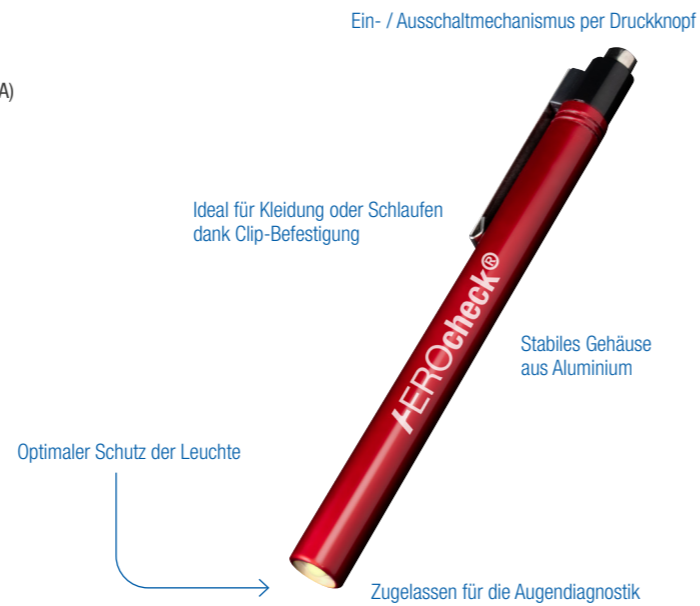 Ein- / Ausschaltmechanismus per Druckknopf
A)
Ideal für Kleidung oder Schlaufen
dank Clip-Befestigung
AEROcheck®
Stabiles Gehäuse
aus Aluminium
Optimaler Schutz der Leuchte
Zugelassen für die Augendiagnostik